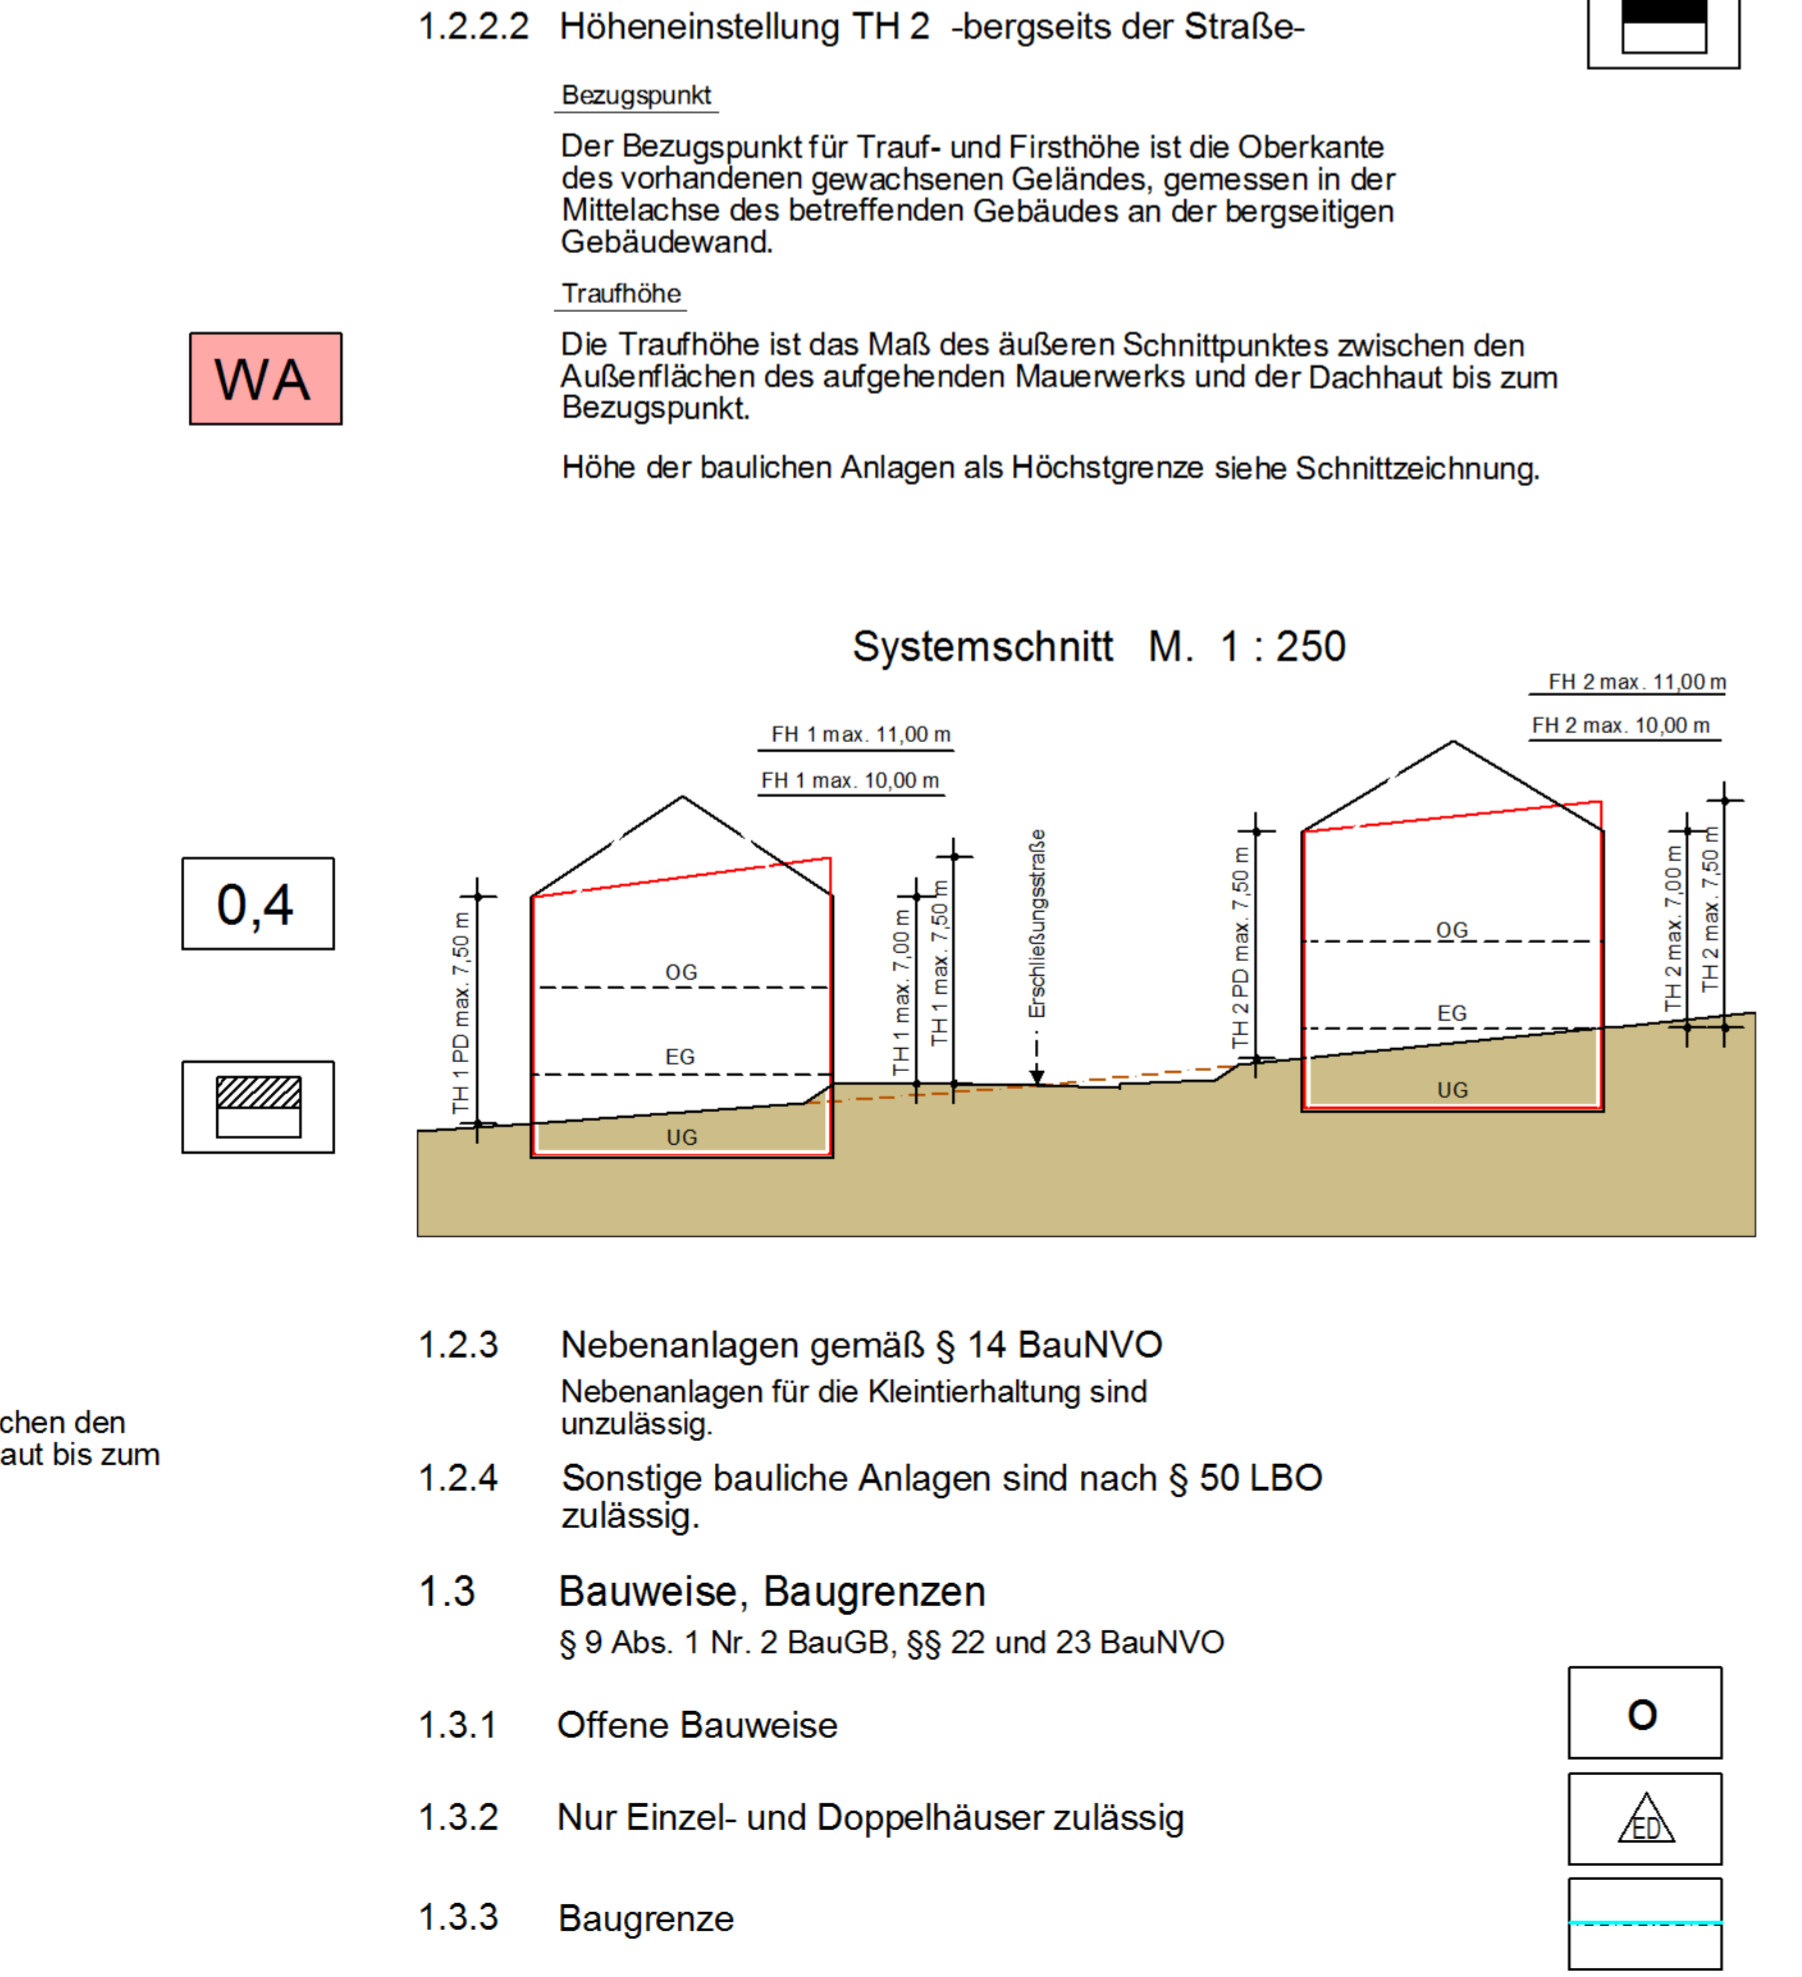 1.2.2.2 Höheneinstellung TH 2 -bergseits der Straße-
Bezugspunkt
Der Bezugspunkt für Trauf- und Firsthöhe ist die Oberkante
des vorhandenen gewachsenen Geländes, gemessen in der
Mittelachse des betreffenden Gebäudes an der bergseitigen
Gebäudewand.
Traufhöhe
Die Traufhöhe ist das Maß des äußeren Schnittpunktes zwischen den
Außenflächen des aufgehenden Mauerwerks und der Dachhaut bis zum
Bezugspunkt.
Höhe der baulichen Anlagen als Höchstgrenze siehe Schnittzeichnung.
WA
0,4
chen den
aut bis zum
Systemschnitt M. 1 : 250
FH 1 max. 11,00 m
FH 1 max. 10,00 m
FH 2 max. 11,00 m
FH 2 max. 10,00 m
TH 1 PD max. 7,50 m
OG
EG
UG
TH 1 max. 7,00 m
TH 1 max. 7,50 m
Erschließungsstraße
TH 2 PD max. 7,50 m
OG
EG
UG
TH 2 max. 7,00 m
TH 2 max. 7,50 m
1.2.3 Nebenanlagen gemäß § 14 BauNVO
Nebenanlagen für die Kleintierhaltung sind
unzulässig.
1.2.4 Sonstige bauliche Anlagen sind nach § 50 LBO
zulässig.
1.3 Bauweise, Baugrenzen
§ 9 Abs. 1 Nr. 2 BauGB, §§ 22 und 23 BauNVO
1.3.1 Offene Bauweise
o
1.3.2 Nur Einzel- und Doppelhäuser zulässig
ED
1.3.3 Baugrenze